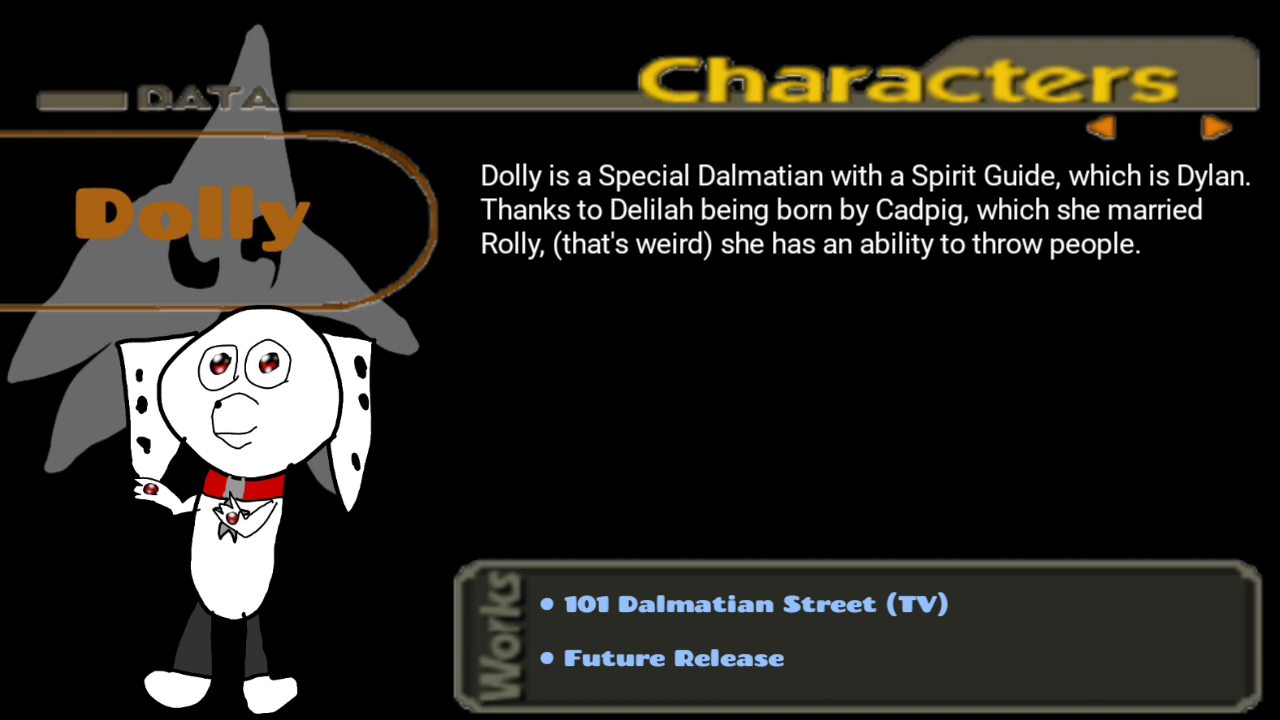 DATA
Characters
Dolly
Dolly is a Special Dalmatian with a Spirit Guide, which is Dylan.
Thanks to Delilah being born by Cadpig, which she married
Rolly, (that's weird) she has an ability to throw people.
Works
• 101 Dalmatian Street (TV)
• Future Release